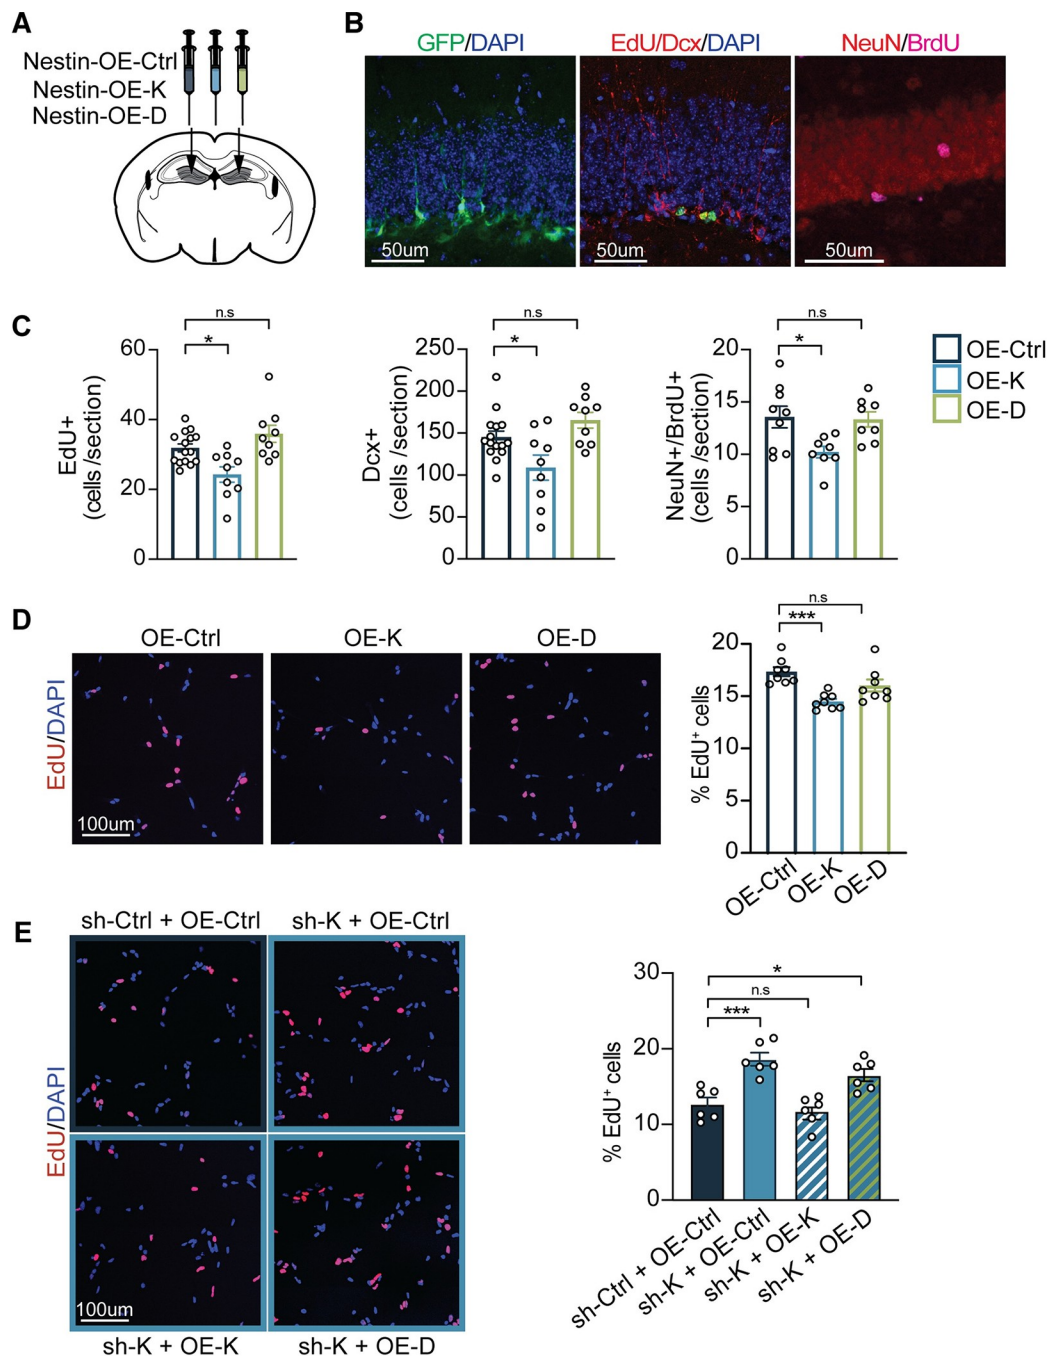 A
Nestin-OE-Ctrl
Nestin-OE-K
Nestin-OE-D
B
GFP/DAPI
EdU/Dcx/DAPI
NeuN/BrdU
50um
50um
50um
C
n.s
*
60
40
20
0
EdU+
(cells /section)
n.s
*
250
200
150
100
50
0
Dcx+
(cells /section)
n.s
*
20
15
10
5
0
NeuN+/BrdU+
(cells /section)
OE-Ctrl
OE-K
OE-D
D
OE-Ctrl
OE-K
OE-D
EdU/DAPI
100um
n.s
***
20
15
10
5
0
% EdU⁺ cells
OE-Ctrl
OE-K
OE-D
E
sh-Ctrl + OE-Ctrl
sh-K + OE-Ctrl
EdU/DAPI
100um
sh-K + OE-K
sh-K + OE-D
*
n.s
***
30
20
10
0
% EdU⁺ cells
sh-Ctrl + OE-Ctrl
sh-K + OE-Ctrl
sh-K + OE-K
sh-K + OE-D